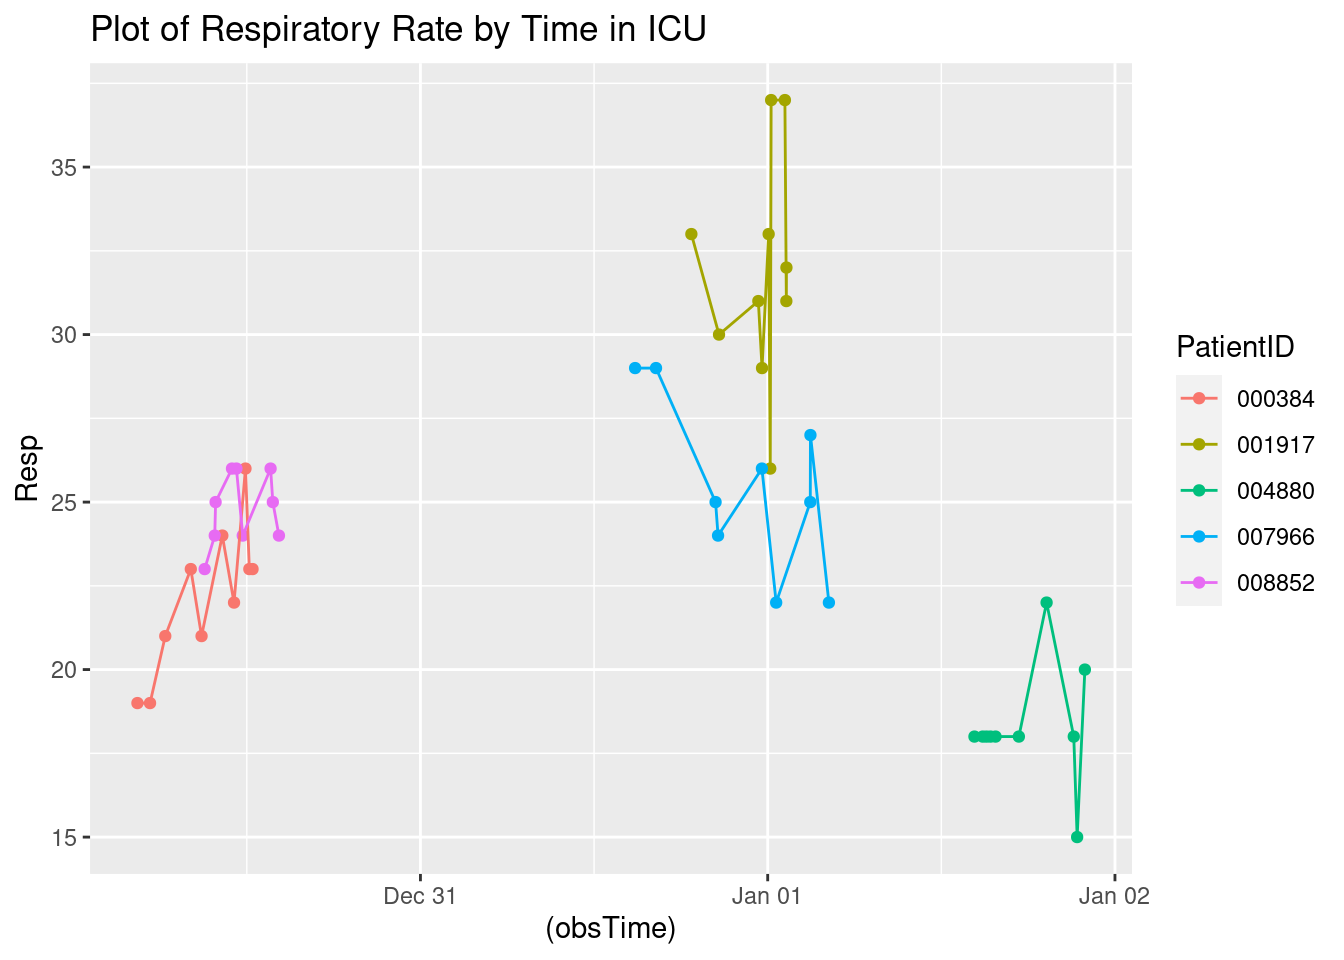 Plot of Respiratory Rate by Time in ICU
35
30
25
20
15
Resp
Dec 31
Jan 01
Jan 02
(obsTime)
PatientID
000384
001917
004880
007966
008852